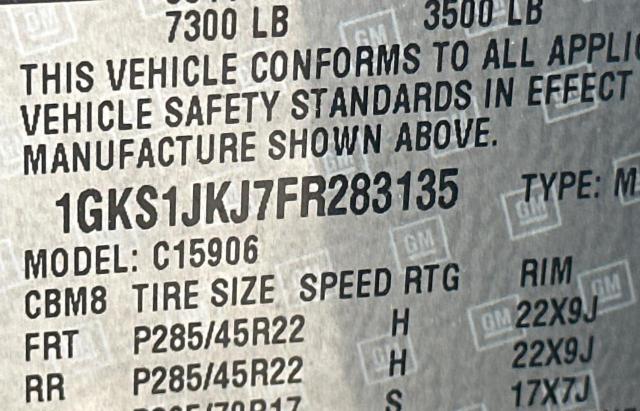 7300 LB 3500 LB
THIS VEHICLE CONFORMS TO ALL APPLIC
VEHICLE SAFETY STANDARDS IN EFFECT
MANUFACTURE SHOWN ABOVE.
1GKS1JKJ7FR283135 TYPE: M
MODEL: C15906
CBM8 TIRE SIZE SPEED RTG RIM
FRT P285/45R22 H 22X9J
RR P285/45R22 H 22X9J
S 17X7J